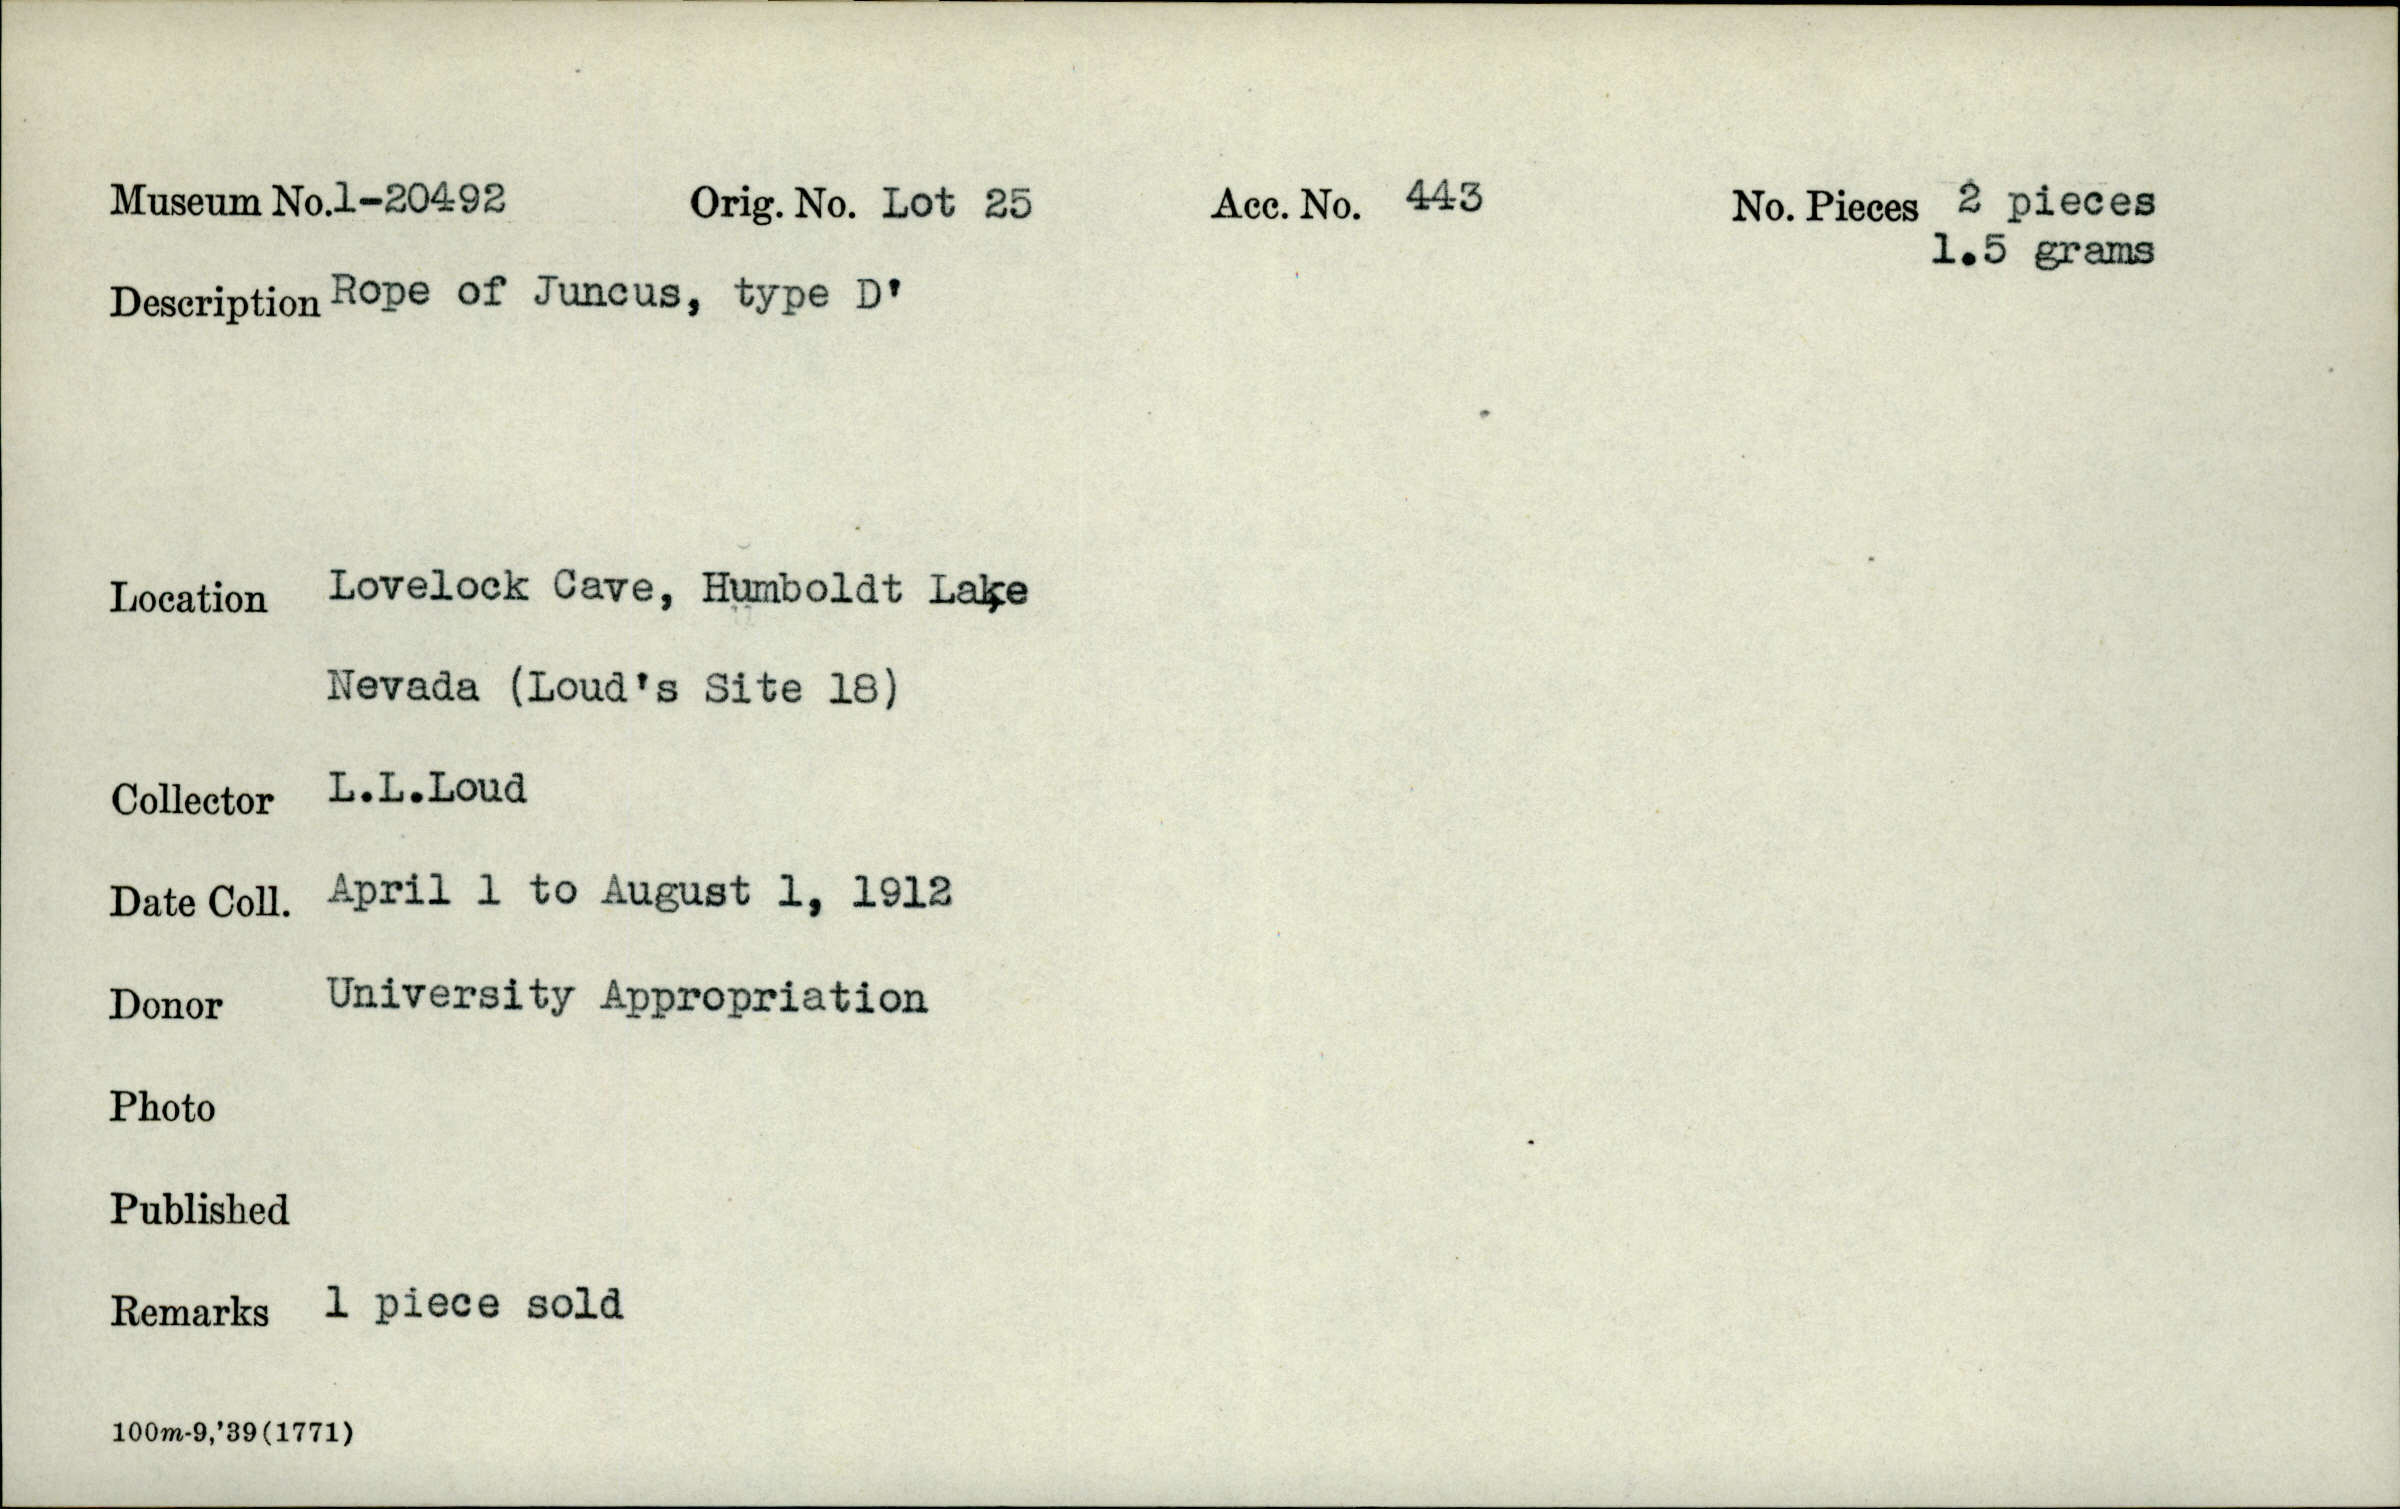 Museum No. 1-20492 Orig. No. Lot 25 Acc. No. 443 No. Pieces 2 pieces
1.5 grams
Description Rope of Juncus, type D'
Location Lovelock Cave, Humboldt Lake,
Nevada (Loud's Site 18)
Collector L.L.Loud
Date Coll. April 1 to August 1, 1912
Donor University Appropriation
Photo
Published
Remarks 1 piece sold
100m-9,'39(1771)